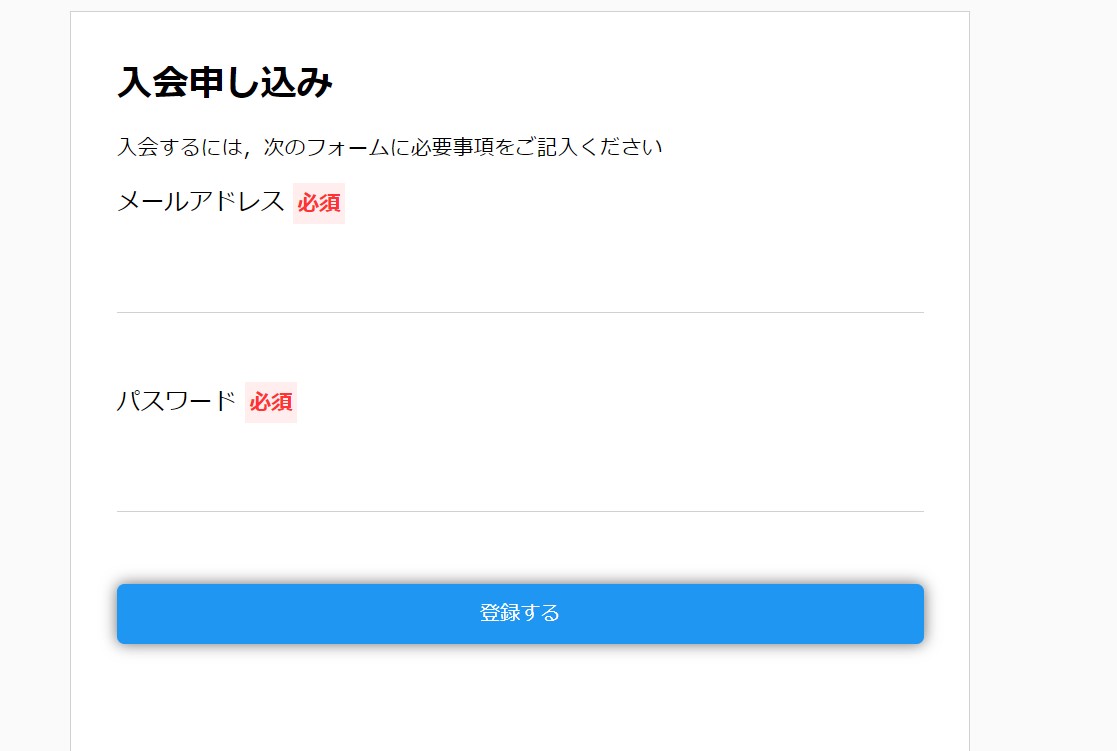 入会申し込み
入会するには，次のフォームに必要事項をご記入ください
メールアドレス 必須
パスワード 必須
登録する